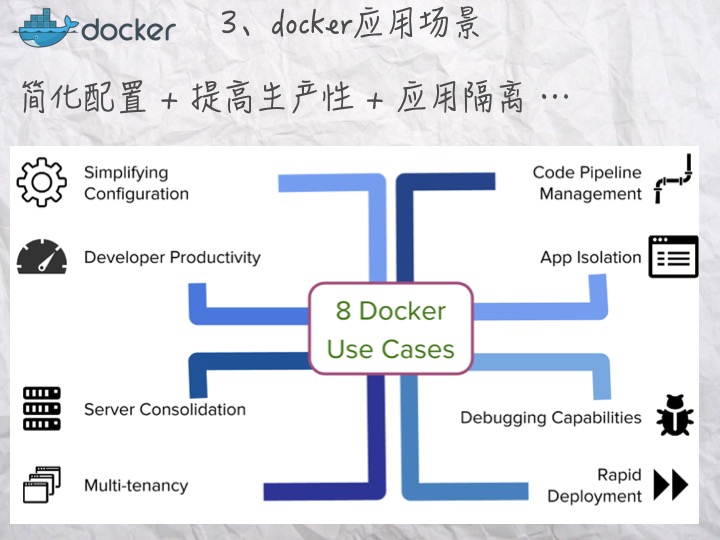 docker
3、docker应用场景
简化配置 + 提高生产性 + 应用隔离 …
Simplifying
Configuration
Developer Productivity
Server Consolidation
Multi-tenancy
8 Docker
Use Cases
Code Pipeline
Management
App Isolation
Debugging Capabilities
Rapid
Deployment